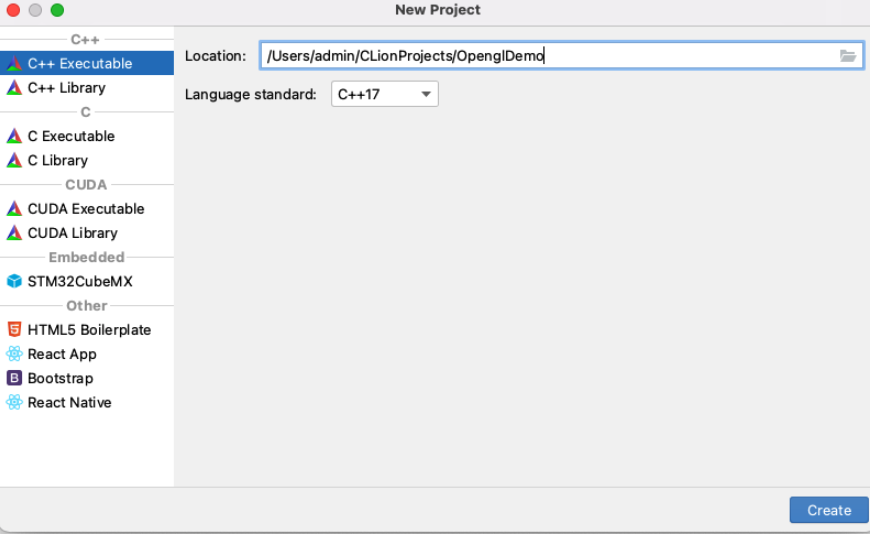 New Project
C++
C++ Executable
C++ Library
C
C Executable
C Library
CUDA
CUDA Executable
CUDA Library
Embedded
STM32CubeMX
Other
HTML5 Boilerplate
React App
Bootstrap
React Native
Location: /Users/admin/CLionProjects/OpenglDemo
Language standard: C++17
Create